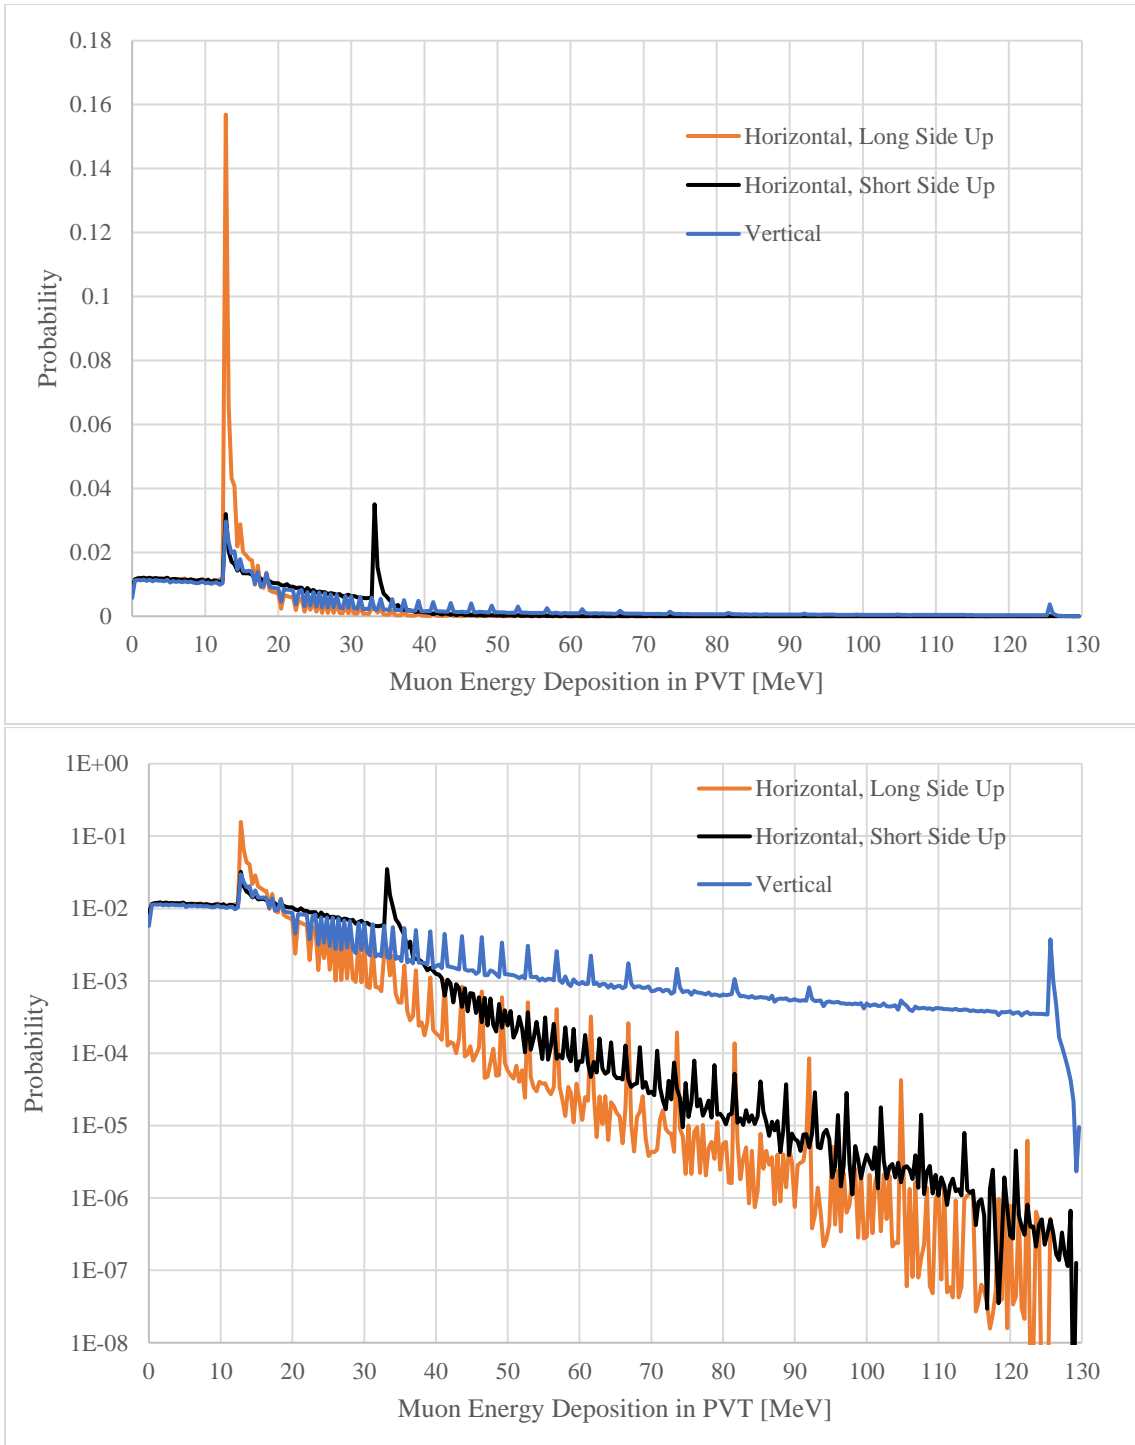 0.18
0.16
0.14
0.12
0.1
0.08
0.06
0.04
0.02
0
Probability
Horizontal, Long Side Up
Horizontal, Short Side Up
Vertical
0 10 20 30 40 50 60 70 80 90 100 110 120 130
Muon Energy Deposition in PVT [MeV]
1E+00
1E-01
1E-02
1E-03
1E-04
1E-05
1E-06
1E-07
1E-08
Probability
Horizontal, Long Side Up
Horizontal, Short Side Up
Vertical
0 10 20 30 40 50 60 70 80 90 100 110 120 130
Muon Energy Deposition in PVT [MeV]